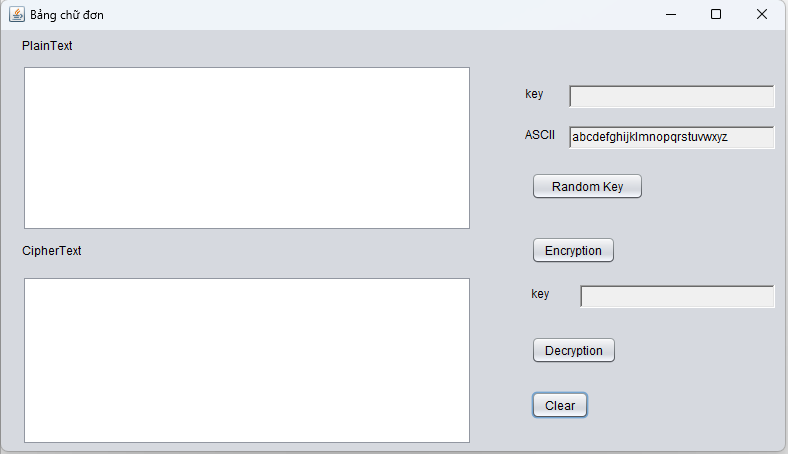 Bảng chữ đơn
PlainText
key
ASCII abcdefghijklmnopqrstuvwxyz
Random Key
CipherText
Encryption
key
Decryption
Clear